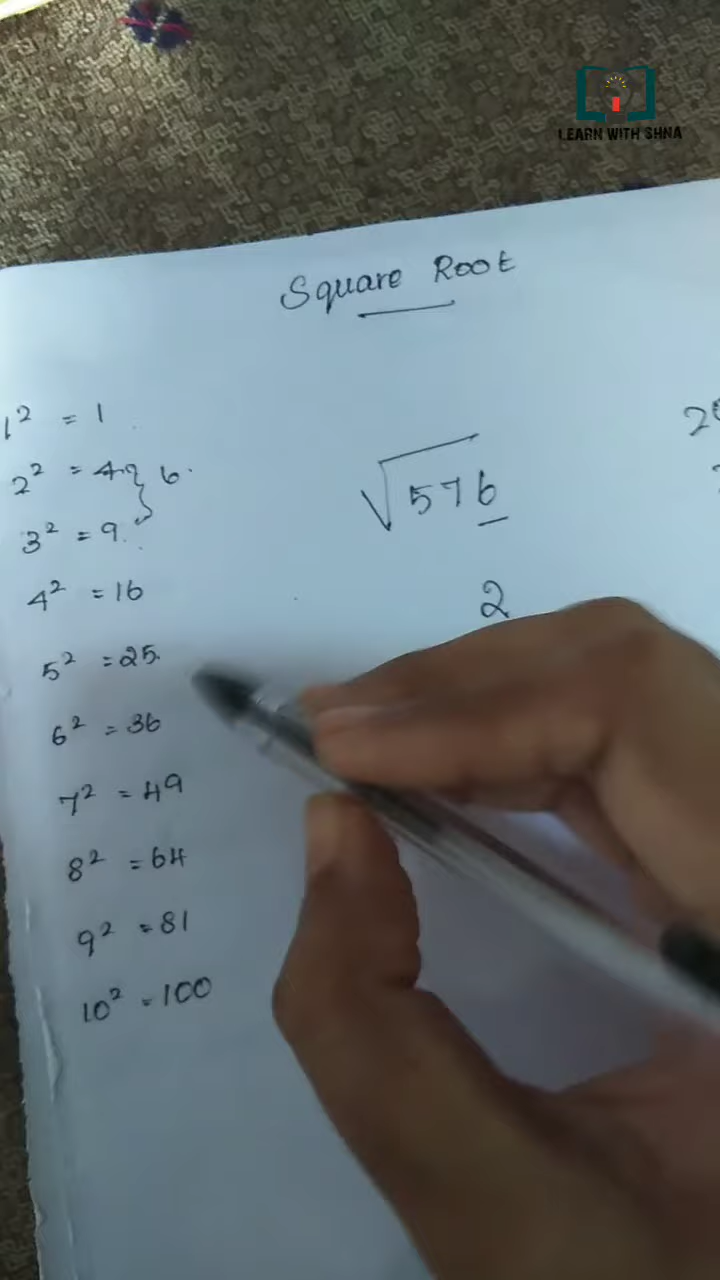 LEARN WITH SHNA
Square Root
1² = 1
2² = 4
6
3² = 9
4² = 16
5² = 25
6² = 36
7² = 49
8² = 64
9² = 81
10² = 100
√576
2